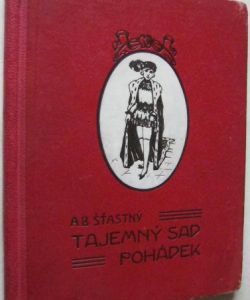 A.B. ŠŤASTNÝ
TAJEMNÝ SAD
POHÁDEK